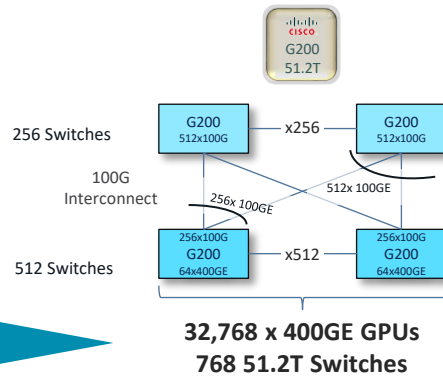 CISCO
G200
51.2T
256 Switches
G200
512x100G
x256
G200
512x100G
100G
Interconnect
256x 100GE
512x 100GE
512 Switches
256x100G
G200
64x400GE
x512
256x100G
G200
64x400GE
32,768 x 400GE GPUs
768 51.2T Switches